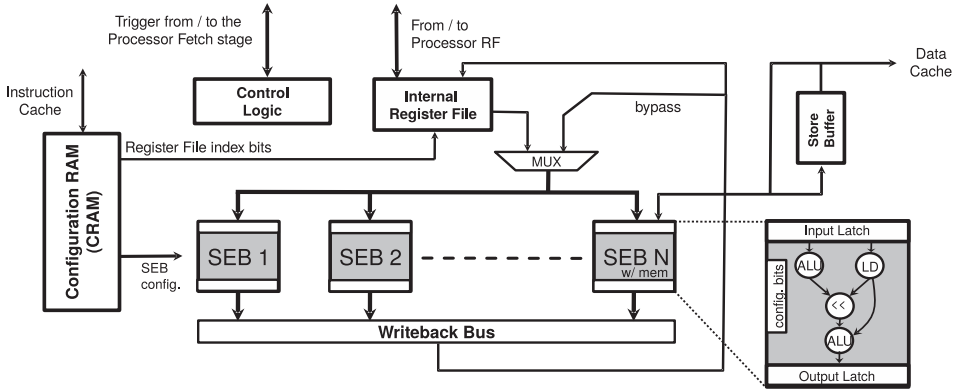 Trigger from / to the
Processor Fetch stage
From / to
Processor RF
Data
Cache
Instruction
Cache
Control
Logic
Internal
Register File
bypass
Store
Buffer
Register File index bits
MUX
Configuration RAM
(CRAM)
SEB
config.
SEB 1
SEB 2
SEB N
w/ mem
Writeback Bus
Input Latch
ALU
LD
config. bits
<<
ALU
Output Latch